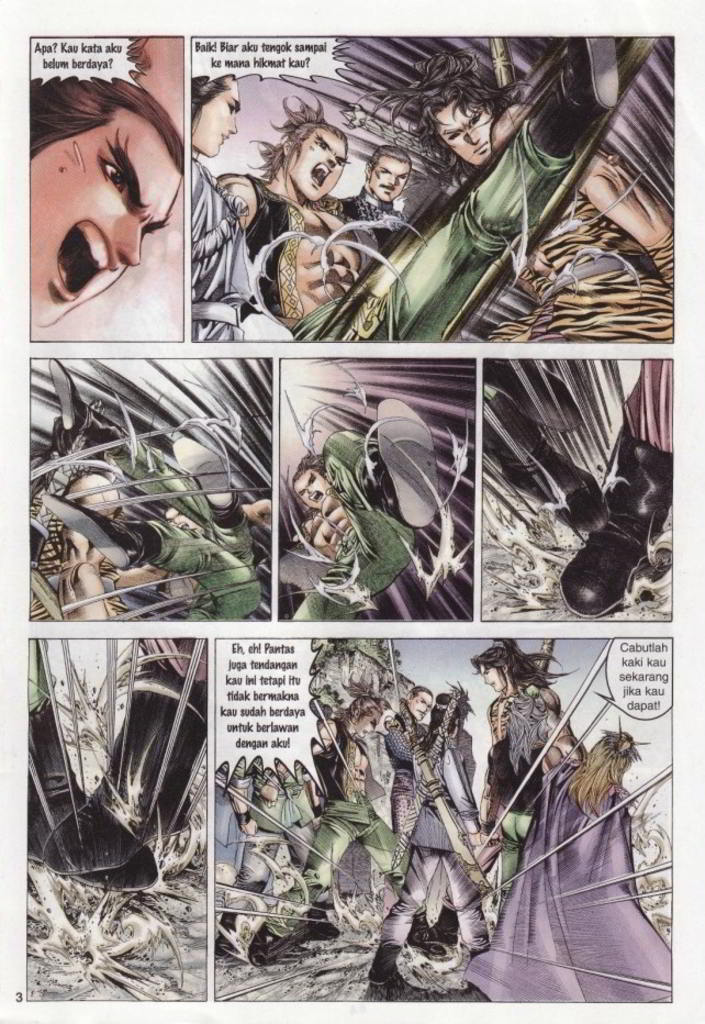 Apa? Kau kata aku
belum berdaya?
Baik! Biar aku tengok sampai
ke mana hikmat kau?
Eh, eh! Pantas
juga tendangan
kau ini tetapi itu
tidak bermakna
kau sudah berdaya
untuk berlawan
dengan aku!
Cabutlah
kaki kau
sekarang
jika kau
dapat!
3